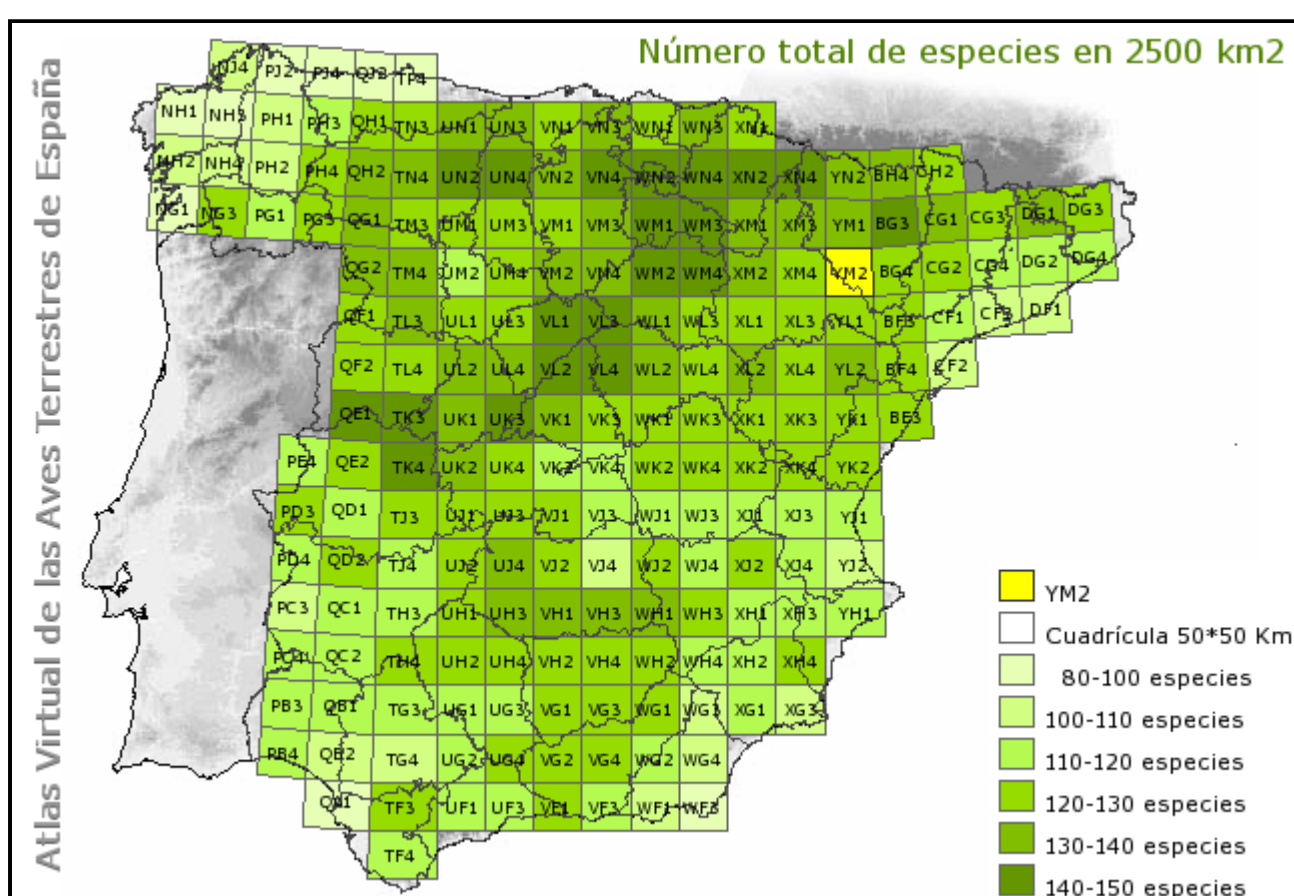 Número total de especies en 2500 km2
Atlas Virtual de las Aves Terrestres de España
NJ4 PJ2 PJ4 QJ2 TP4
NH1 NH3 PH1 PH3 QH1 TN3 UN1 UN3 VN1 VN3 WN1 WN3 XN1
NH2 NH4 PH2 PH4 QH2 TN4 UN2 UN4 VN2 VN4 WN2 WN4 XN2 XN4 YN2 BH4 CH2
NG1 NG3 PG1 PG3 QG1 TM3 UM1 UM3 VM1 VM3 WM1 WM3 XM1 XM3 YM1 BG3 CG1 CG3 DG1 DG3
QG2 TM4 UM2 UM4 VM2 VM4 WM2 WM4 XM2 XM4 YM2 BG4 CG2 CG4 DG2 DG4
QF1 TL3 UL1 UL3 VL1 VL3 WL1 WL3 XL1 XL3 YL1 BF3 CF1 CF3 DF1
QF2 TL4 UL2 UL4 VL2 VL4 WL2 WL4 XL2 XL4 YL2 BF4 CF2
QE1 TK3 UK1 UK3 VK1 VK3 WK1 WK3 XK1 XK3 YK1 BE3
PE4 QE2 TK4 UK2 UK4 VK2 VK4 WK2 WK4 XK2 XK4 YK2
PD3 QD1 TJ3 UJ1 UJ3 VJ1 VJ3 WJ1 WJ3 XJ1 XJ3 YJ1
PD4 QD2 TJ4 UJ2 UJ4 VJ2 VJ4 WJ2 WJ4 XJ2 XJ4 YJ2
PC3 QC1 TH3 UH1 UH3 VH1 VH3 WH1 WH3 XH1 XH3 YH1
PC4 QC2 TH4 UH2 UH4 VH2 VH4 WH2 WH4 XH2 XH4
PB3 QB1 TG3 UG1 UG3 VG1 VG3 WG1 WG3 XG1 XG3
PB4 QB2 TG4 UG2 UG4 VG2 VG4 WG2 WG4
QA1 TF3 UF1 UF3 VF1 VF3 WF1 WF3
TF4
YM2
Cuadrícula 50*50 Km
80-100 especies
100-110 especies
110-120 especies
120-130 especies
130-140 especies
140-150 especies